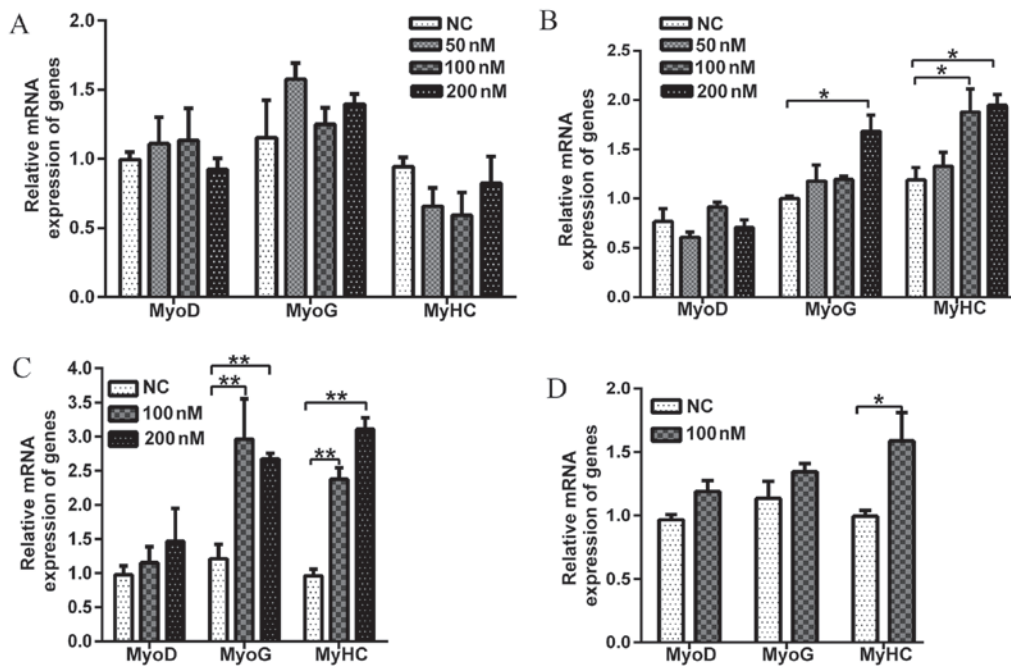 A
Relative mRNA
expression of genes
2.0
1.5
1.0
0.5
0.0
NC
50 nM
100 nM
200 nM
MyoD MyoG MyHC
B
Relative mRNA
expression of genes
2.5
2.0
1.5
1.0
0.5
0.0
NC
50 nM
100 nM
200 nM
*
*
*
MyoD MyoG MyHC
C
Relative mRNA
expression of genes
4.0
3.5
3.0
2.5
2.0
1.5
1.0
0.5
0.0
NC
100 nM
200 nM
**
**
**
**
MyoD MyoG MyHC
D
Relative mRNA
expression of genes
2.0
1.5
1.0
0.5
0.0
NC
100 nM
*
MyoD MyoG MyHC